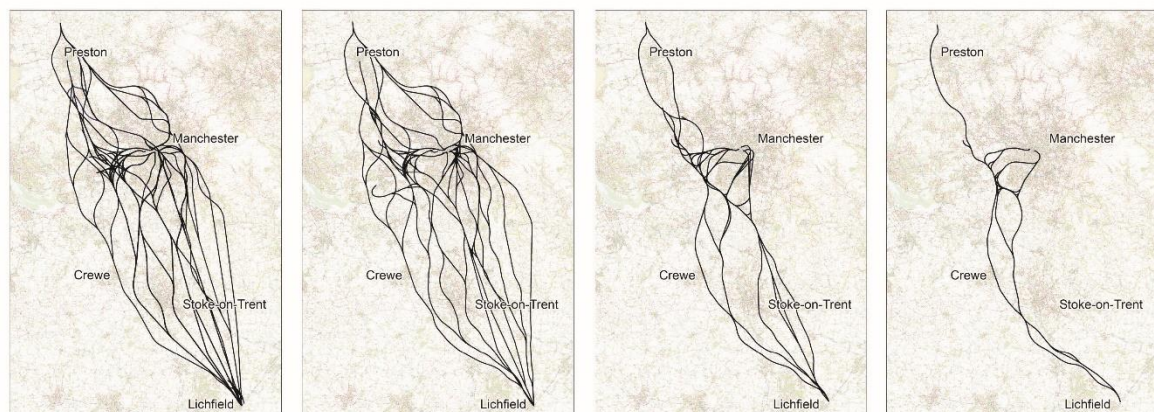 Preston
Manchester
Crewe
Stoke-on-Trent
Lichfield
Preston
Manchester
Crewe
Stoke-on-Trent
Lichfield
Preston
Manchester
Crewe
Stoke-on-Trent
Lichfield
Preston
Manchester
Crewe
Stoke-on-Trent
Lichfield